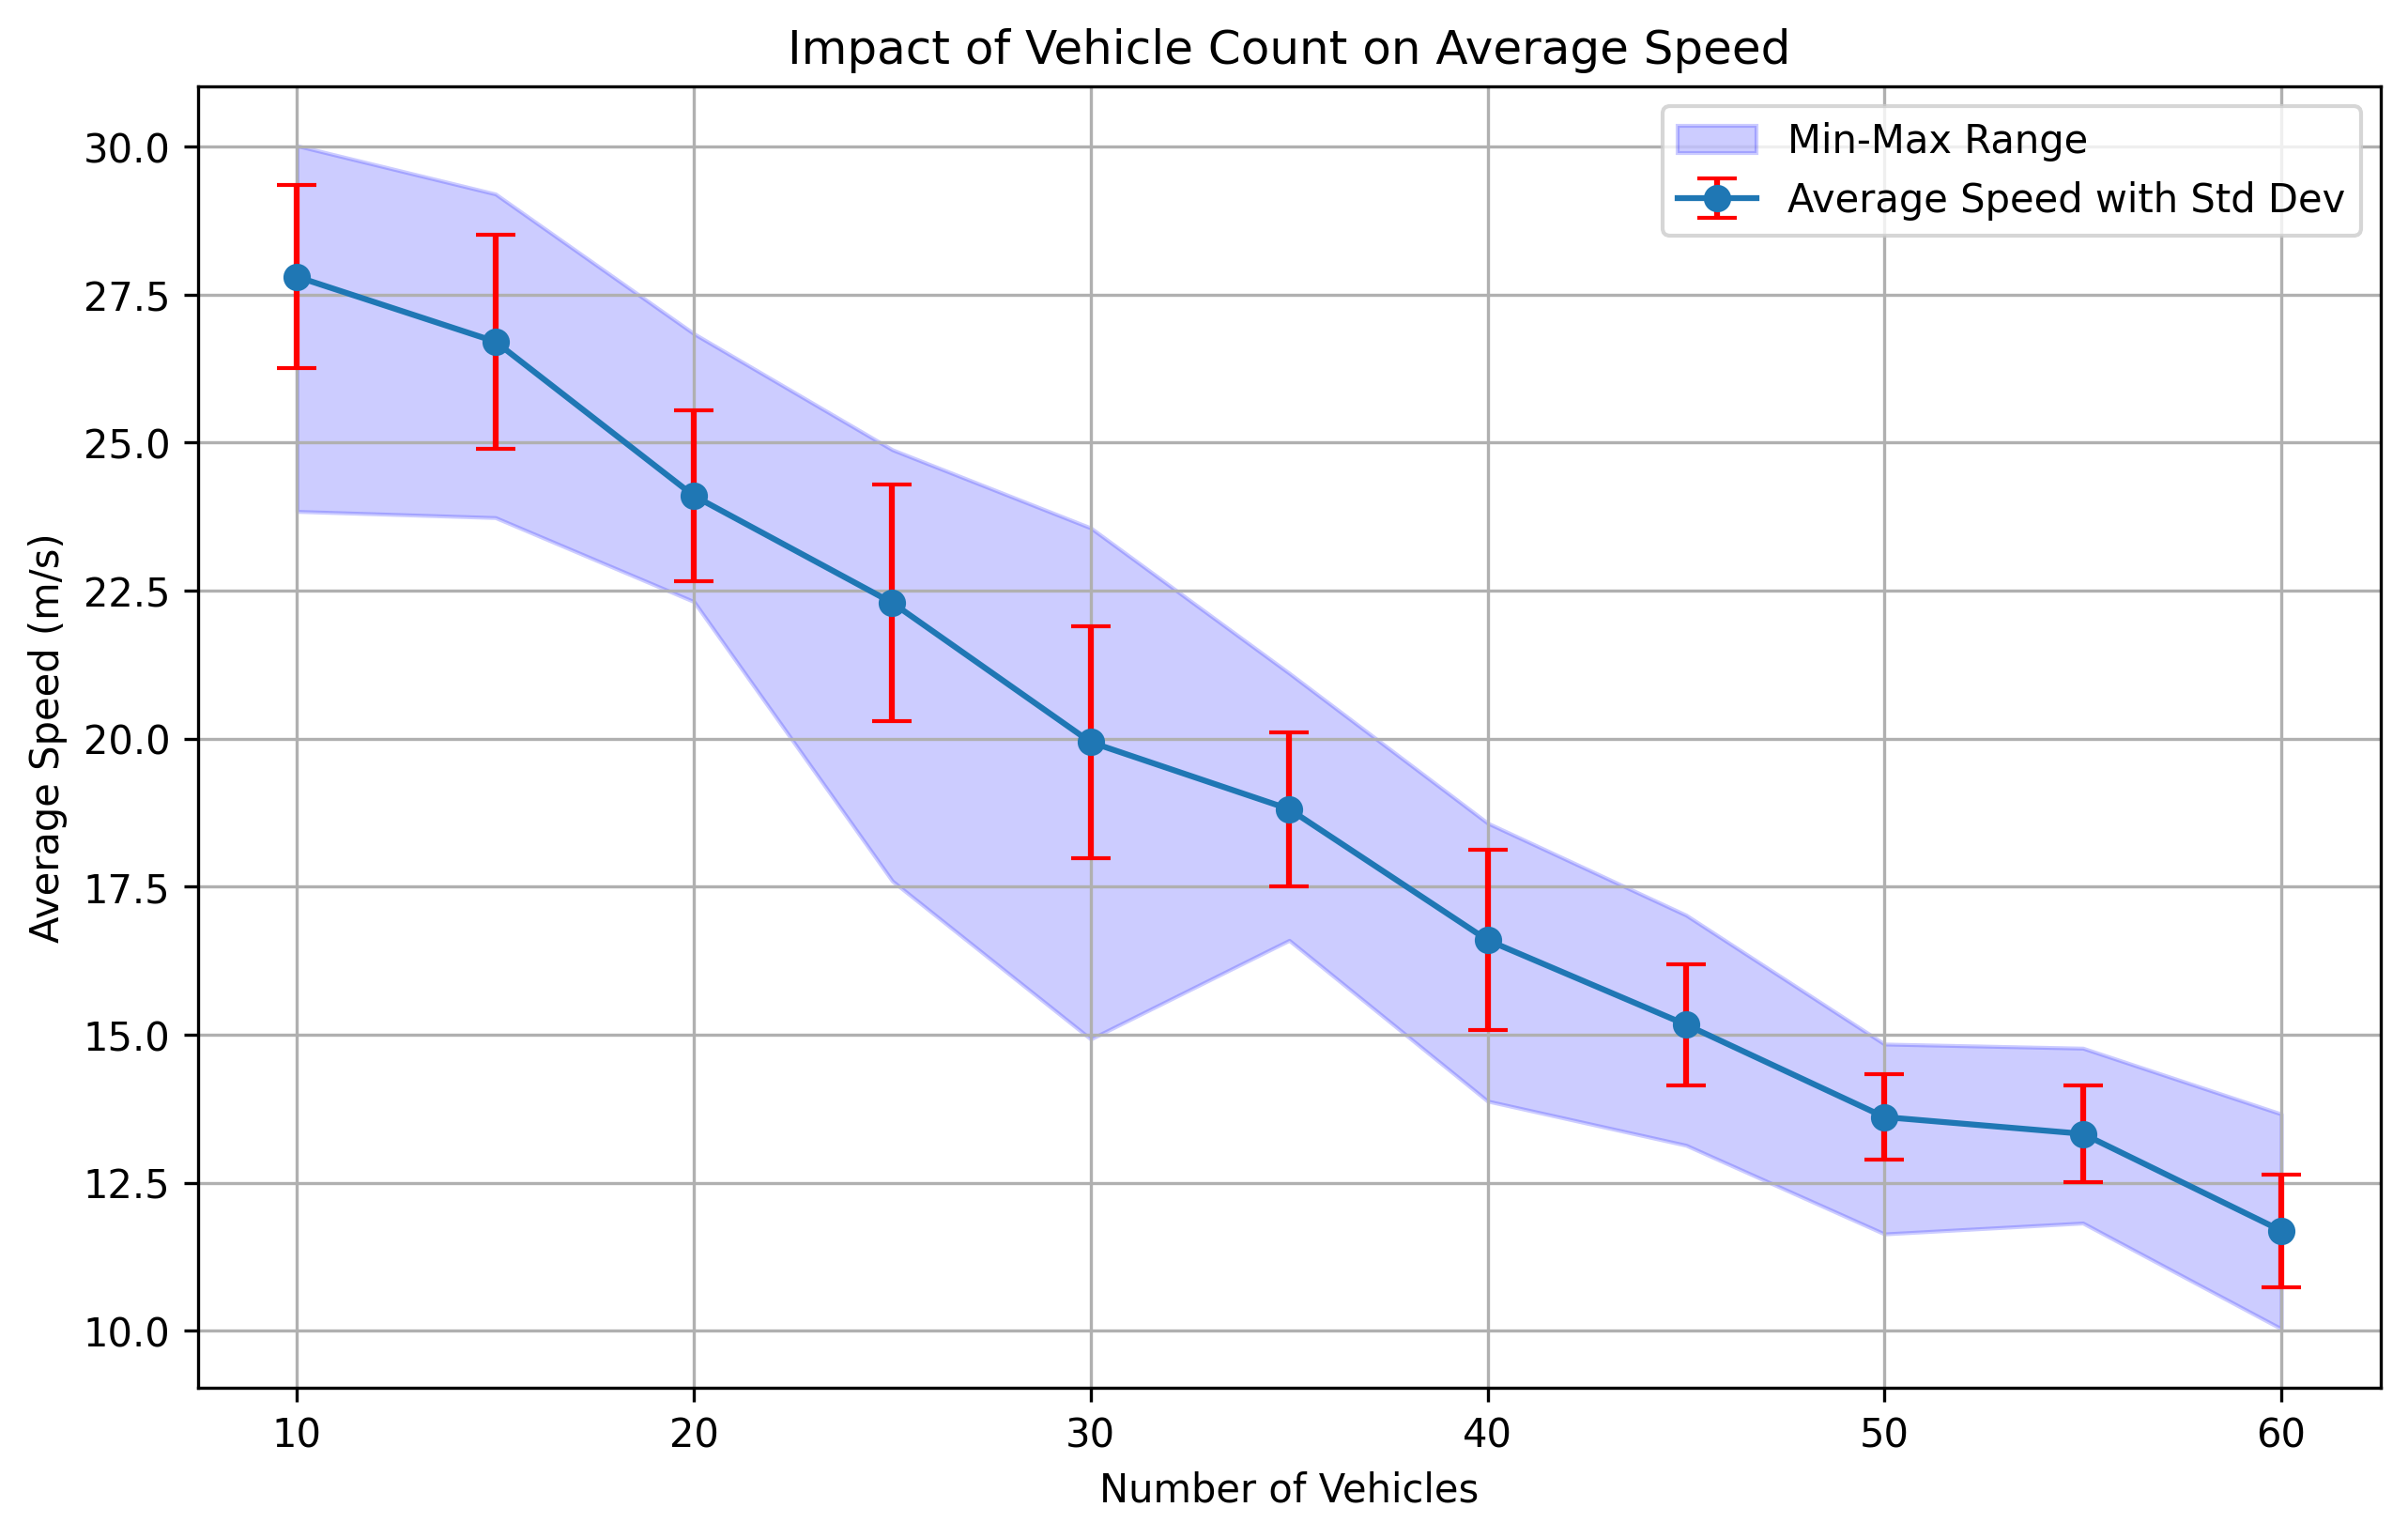 Impact of Vehicle Count on Average Speed
Min-Max Range
Average Speed with Std Dev
Average Speed (m/s)
30.0
27.5
25.0
22.5
20.0
17.5
15.0
12.5
10.0
10 20 30 40 50 60
Number of Vehicles